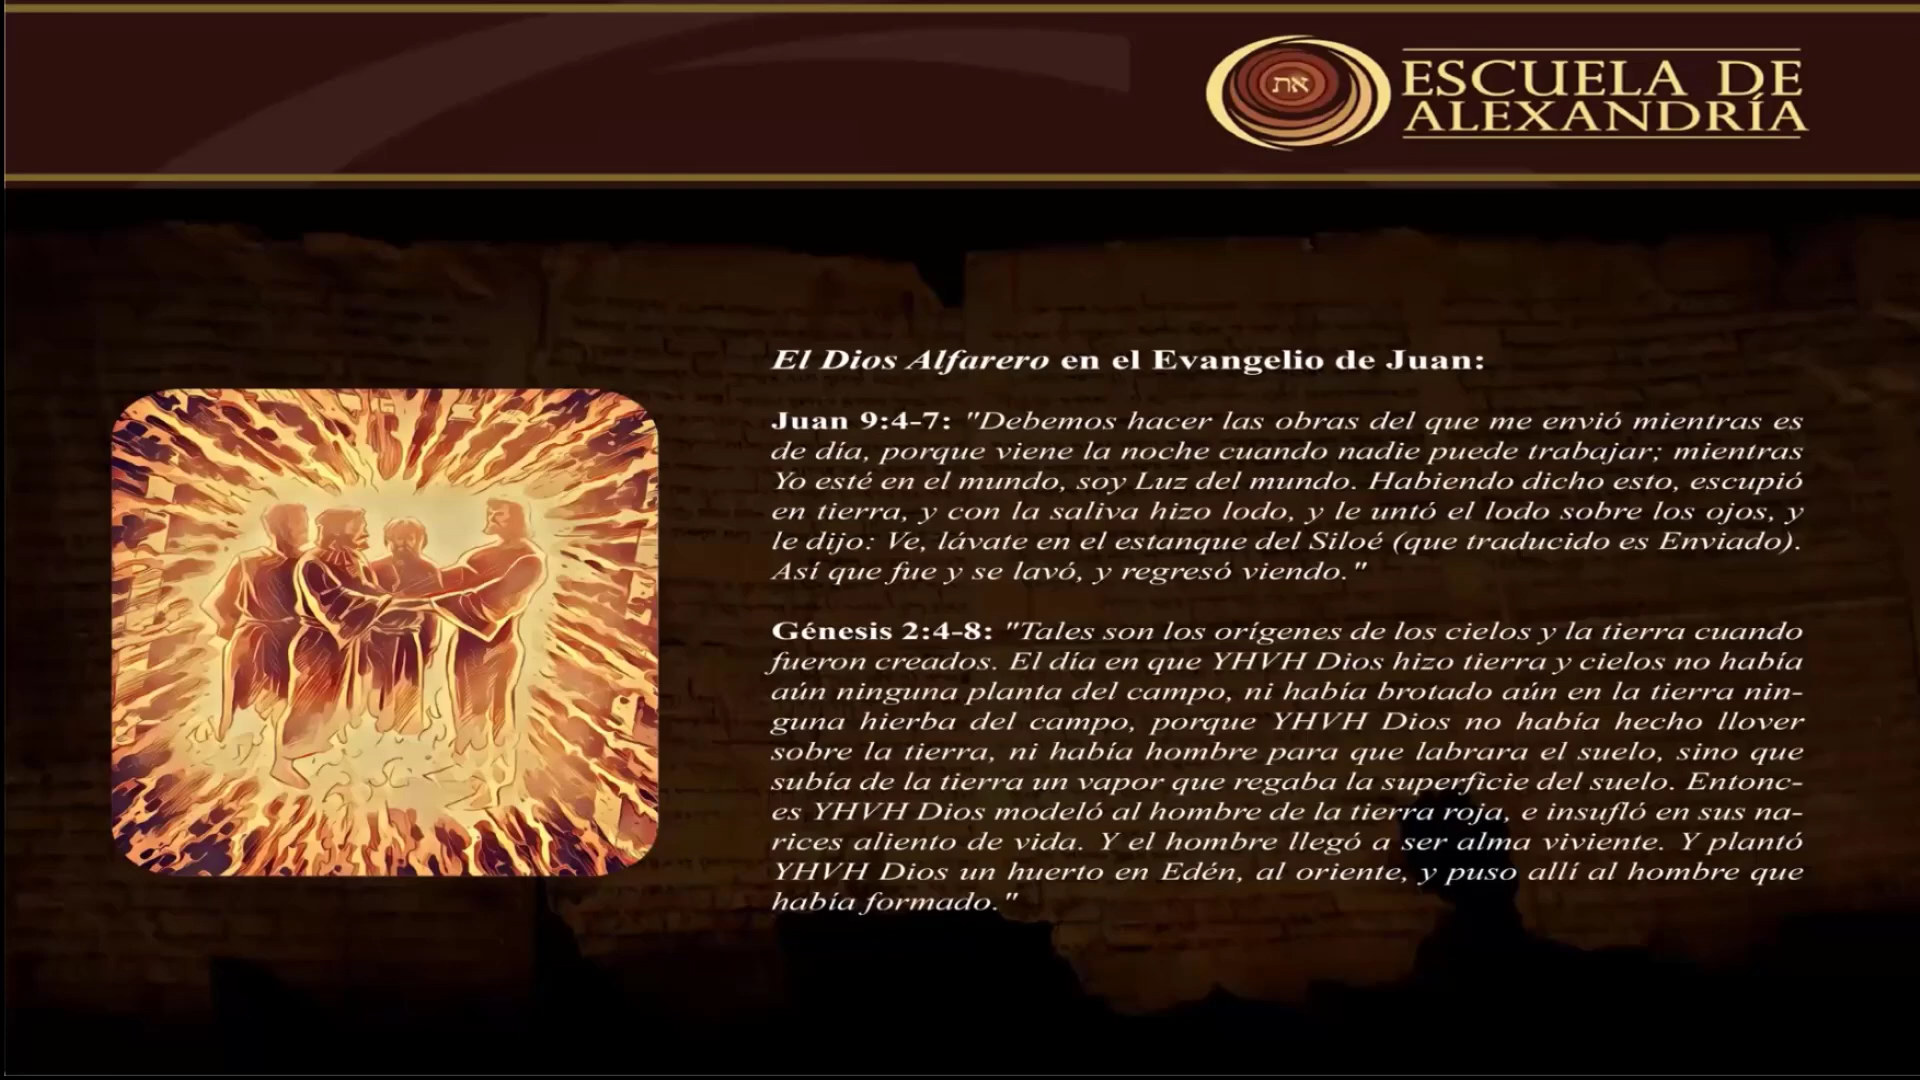 את
ESCUELA DE
ALEXANDRÍA
El Dios Alfarero en el Evangelio de Juan:
Juan 9:4-7: "Debemos hacer las obras del que me envió mientras es
de día, porque viene la noche cuando nadie puede trabajar; mientras
Yo esté en el mundo, soy Luz del mundo. Habiendo dicho esto, escupió
en tierra, y con la saliva hizo lodo, y le untó el lodo sobre los ojos, y
le dijo: Ve, lávate en el estanque del Siloé (que traducido es Enviado).
Así que fue y se lavó, y regresó viendo."
Génesis 2:4-8: "Tales son los orígenes de los cielos y la tierra cuando
fueron creados. El día en que YHVH Dios hizo tierra y cielos no había
aún ninguna planta del campo, ni había brotado aún en la tierra nin-
guna hierba del campo, porque YHVH Dios no había hecho llover
sobre la tierra, ni había hombre para que labrara el suelo, sino que
subía de la tierra un vapor que regaba la superficie del suelo. Entonc-
es YHVH Dios modeló al hombre de la tierra roja, e insufló en sus na-
rices aliento de vida. Y el hombre llegó a ser alma viviente. Y plantó
YHVH Dios un huerto en Edén, al oriente, y puso allí al hombre que
había formado."